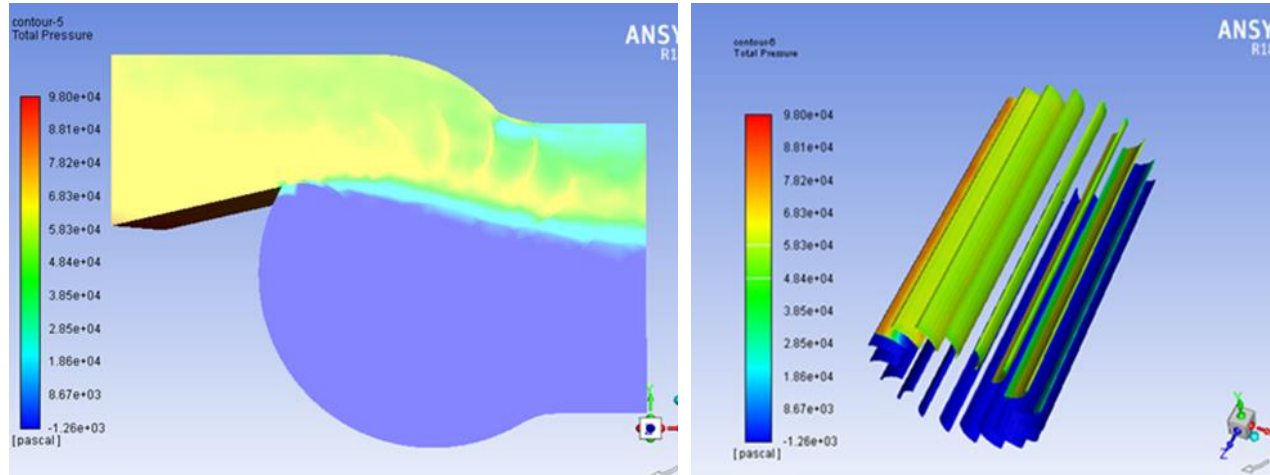 contour-5
Total Pressure
ANSY
R1
9.80e+04
8.81e+04
7.82e+04
6.83e+04
5.83e+04
4.84e+04
3.85e+04
2.85e+04
1.86e+04
8.67e+03
-1.26e+03
[pascal]
Y
contour-6
Total Pressure
ANSY
R18
9.80e+04
8.81e+04
7.82e+04
6.83e+04
5.83e+04
4.84e+04
3.85e+04
2.85e+04
1.86e+04
8.67e+03
-1.26e+03
[pascal]
Y
Z